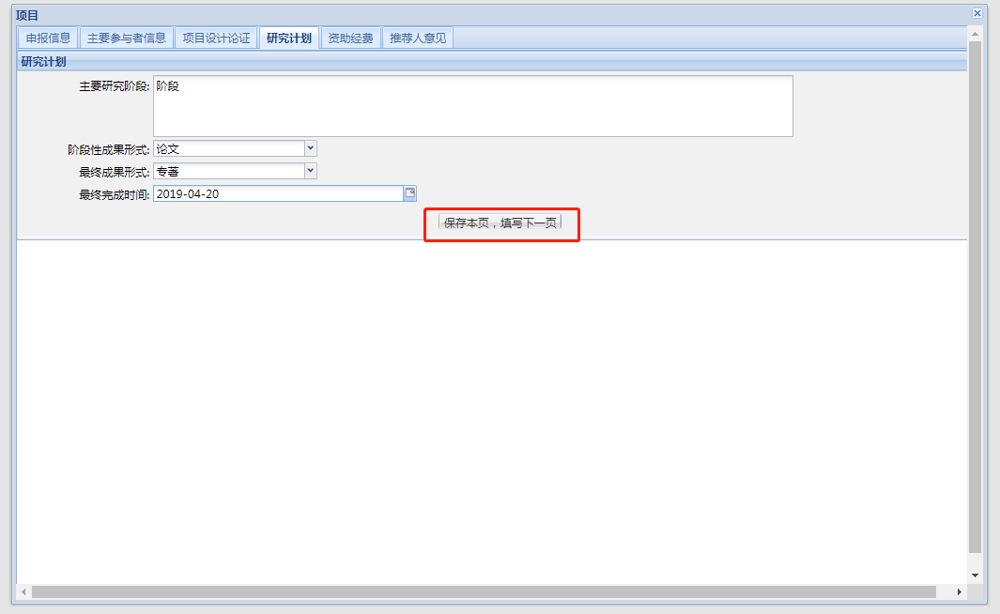 项目
申报信息 主要参与者信息 项目设计论证 研究计划 资助经费 推荐人意见
研究计划
主要研究阶段: 阶段
阶段性成果形式: 论文
最终成果形式: 专著
最终完成时间: 2019-04-20
保存本页，填写下一页